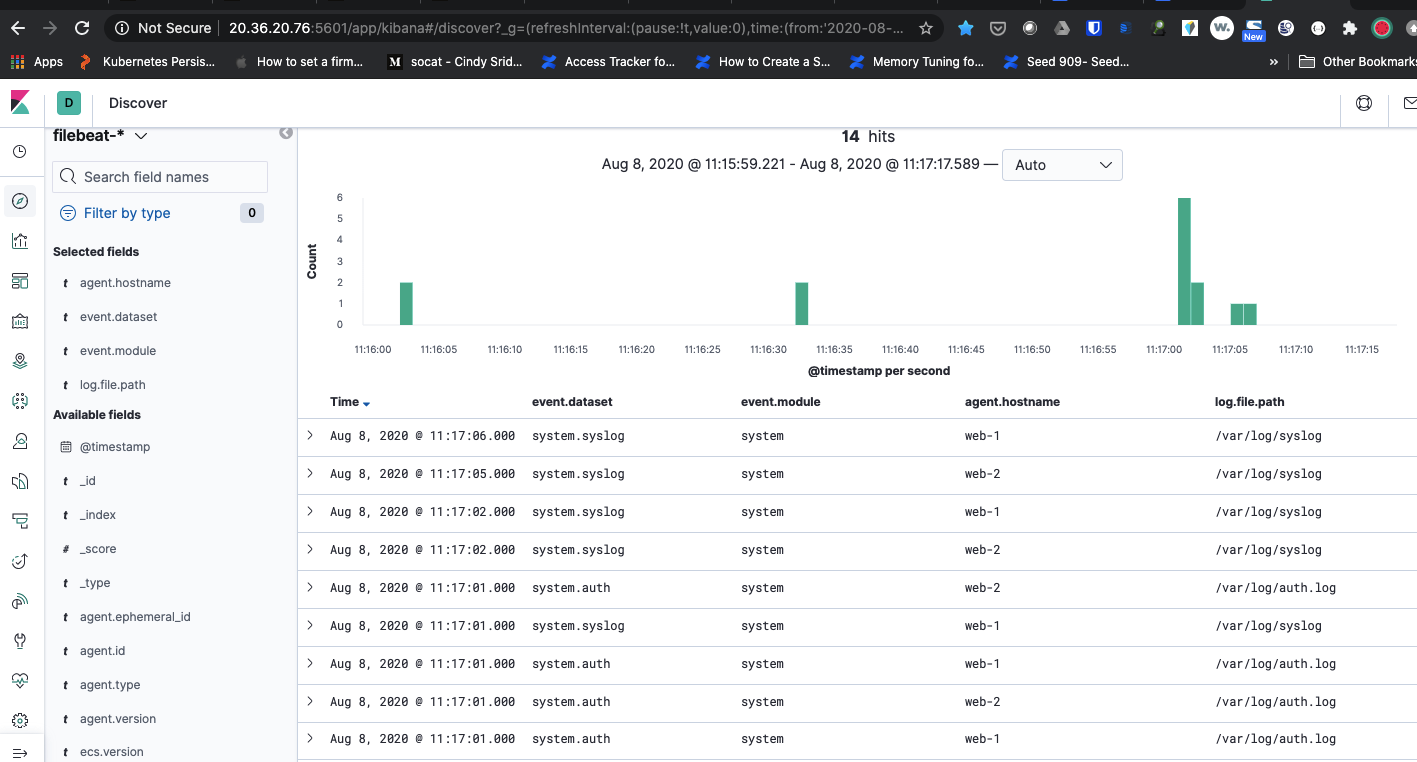 Not Secure 20.36.20.76:5601/app/kibana#/discover?_g=(refreshInterval:(pause:!t,value:0),time:(from:'2020-08-...
New
Apps Kubernetes Persis... How to set a firm... M socat - Cindy Srid... Access Tracker fo... How to Create a S... Memory Tuning fo... Seed 909- Seed... » Other Bookmarks
D Discover
filebeat-*
Search field names
Filter by type 0
Selected fields
t agent.hostname
t event.dataset
t event.module
t log.file.path
Available fields
@timestamp
t _id
t _index
# _score
t _type
t agent.ephemeral_id
t agent.id
t agent.type
t agent.version
t ecs.version
14 hits
Aug 8, 2020 @ 11:15:59.221 - Aug 8, 2020 @ 11:17:17.589 — Auto
Count
6
5
4
3
2
1
0
11:16:00 11:16:05 11:16:10 11:16:15 11:16:20 11:16:25 11:16:30 11:16:35 11:16:40 11:16:45 11:16:50 11:16:55 11:17:00 11:17:05 11:17:10 11:17:15
@timestamp per second
Time event.dataset event.module agent.hostname log.file.path
Aug 8, 2020 @ 11:17:06.000 system.syslog system web-1 /var/log/syslog
Aug 8, 2020 @ 11:17:05.000 system.syslog system web-2 /var/log/syslog
Aug 8, 2020 @ 11:17:02.000 system.syslog system web-1 /var/log/syslog
Aug 8, 2020 @ 11:17:02.000 system.syslog system web-2 /var/log/syslog
Aug 8, 2020 @ 11:17:01.000 system.auth system web-2 /var/log/auth.log
Aug 8, 2020 @ 11:17:01.000 system.syslog system web-1 /var/log/syslog
Aug 8, 2020 @ 11:17:01.000 system.auth system web-1 /var/log/auth.log
Aug 8, 2020 @ 11:17:01.000 system.auth system web-2 /var/log/auth.log
Aug 8, 2020 @ 11:17:01.000 system.auth system web-1 /var/log/auth.log